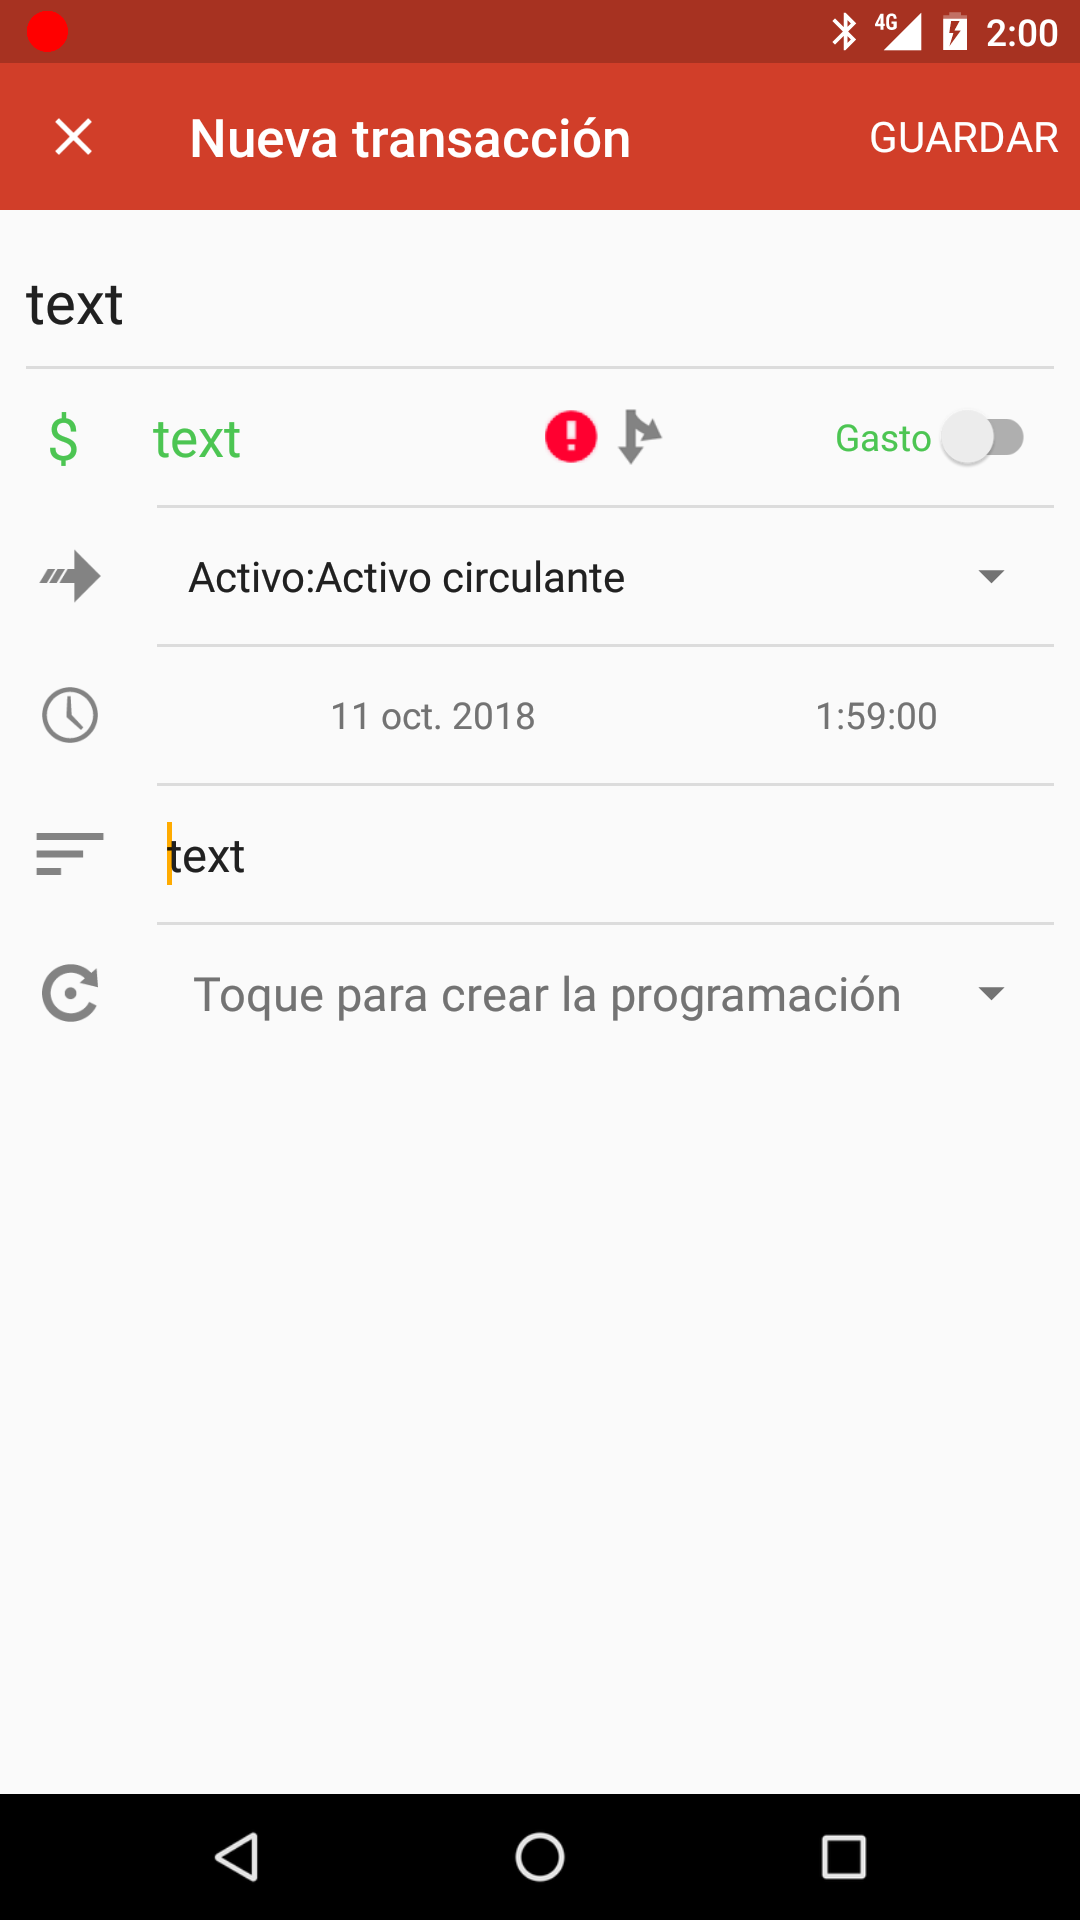 4G 2:00
Nueva transacción GUARDAR
text
$ text Gasto
Activo:Activo circulante
11 oct. 2018 1:59:00
text
Toque para crear la programación